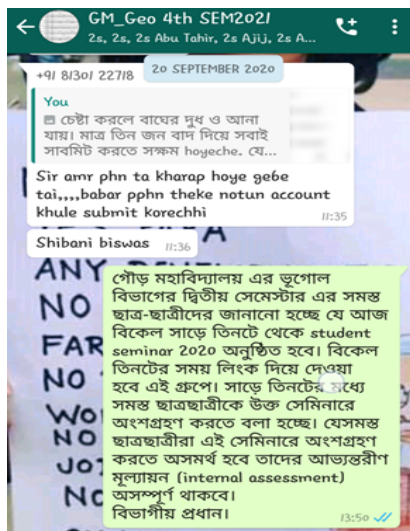 GM_Geo 4th SEM2021
2s, 2s, 2s Abu Tahir, 2s Ajij, 2s A...
20 SEPTEMBER 2020
+91 81301 22718
You
চেষ্টা করলে বাঘের দুধ ও আনা
যায়। মাত্র তিন জন বাদ দিয়ে সবাই
সাবমিট করতে সক্ষম hoyeche. যে...
Sir amr phn ta kharap hoye ge6e
tai,,,,babar pphn theke notun account
khule submit korechhi
11:35
Shibani biswas 11:36
ANY
NO
FAR
NO
WO
NO
JO
NO
গৌড় মহাবিদ্যালয় এর ভূগোল
বিভাগের দ্বিতীয় সেমেস্টার এর সমস্ত
ছাত্র-ছাত্রীদের জানানো হচ্ছে যে আজ
বিকেল সাড়ে তিনটে থেকে student
seminar 2020 অনুষ্ঠিত হবে। বিকেল
তিনটের সময় লিংক দিয়ে দেওয়া
হবে এই গ্রুপে। সাড়ে তিনটের মধ্যে
সমস্ত ছাত্রছাত্রীকে উক্ত সেমিনারে
অংশগ্রহণ করতে বলা হচ্ছে। যেসমস্ত
ছাত্রছাত্রীরা এই সেমিনারে অংশগ্রহণ
করতে অসমর্থ হবে তাদের আভ্যন্তরীণ
মূল্যায়ন (internal assessment)
অসম্পূর্ণ থাকবে।
বিভাগীয় প্রধান।
13:50